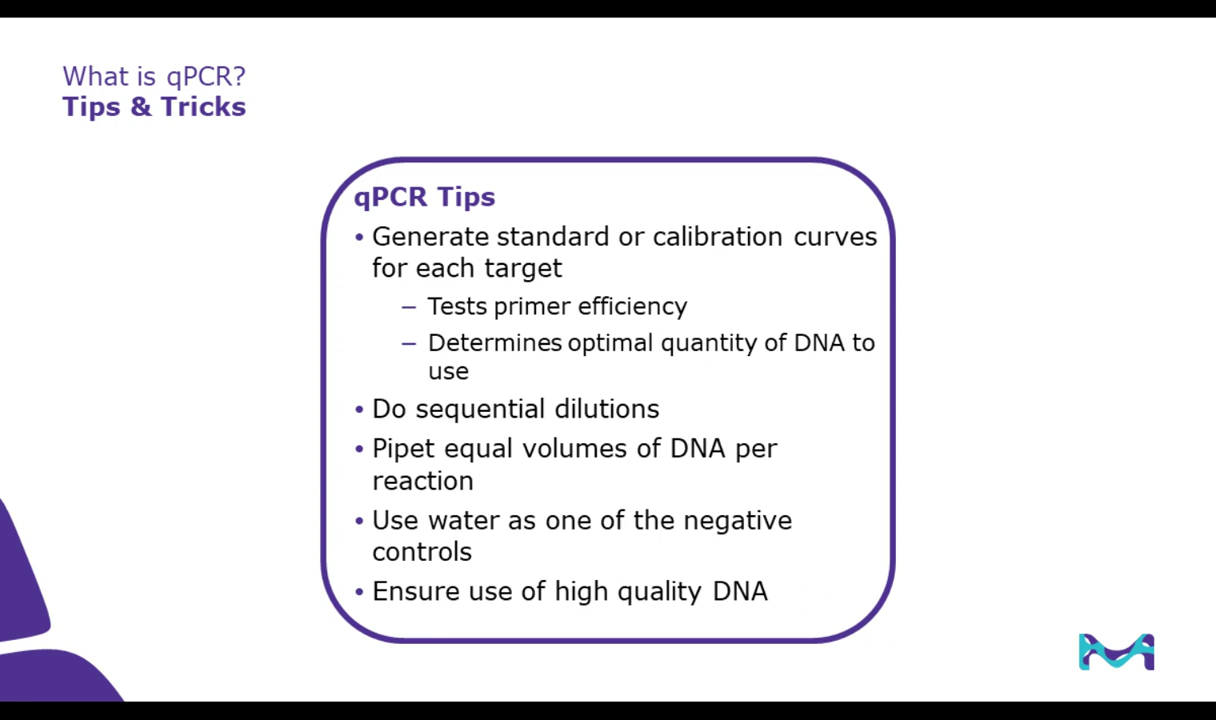 What is qPCR?
Tips & Tricks
qPCR Tips
• Generate standard or calibration curves
for each target
– Tests primer efficiency
– Determines optimal quantity of DNA to
use
• Do sequential dilutions
• Pipet equal volumes of DNA per
reaction
• Use water as one of the negative
controls
• Ensure use of high quality DNA